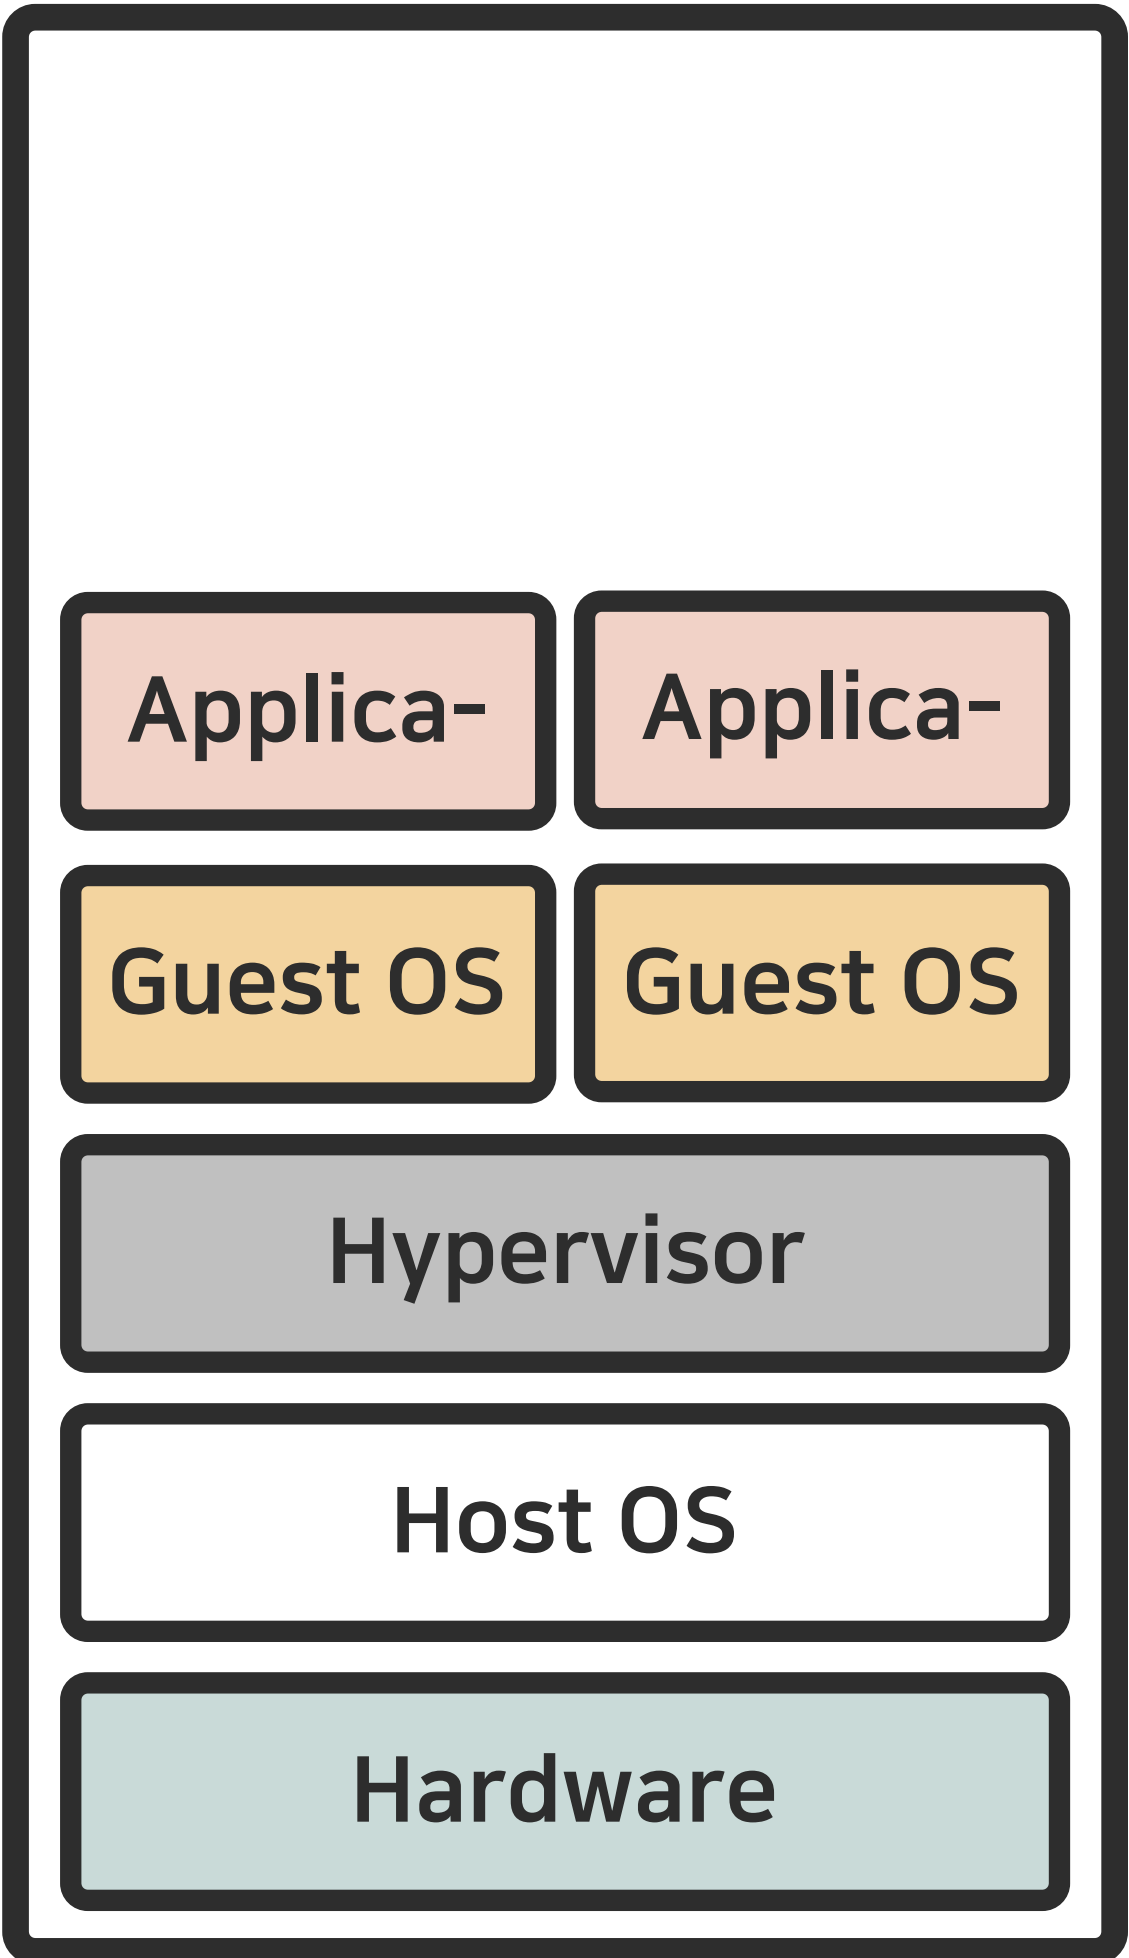 Applica-
Applica-
Guest OS
Guest OS
Hypervisor
Host OS
Hardware